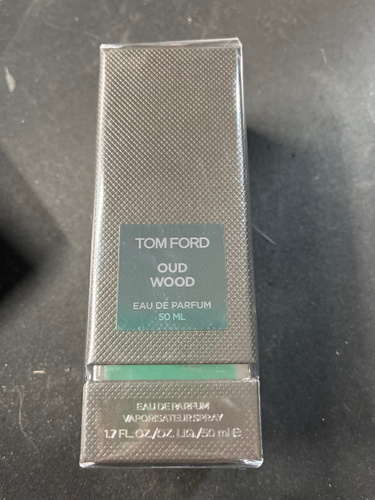 TOM FORD
OUD
WOOD
EAU DE PARFUM
50 ML
EAU DE PARFUM
VAPORISATEUR SPRAY
1.7 FL.OZ./OZ. LIQ./50 ml ℮